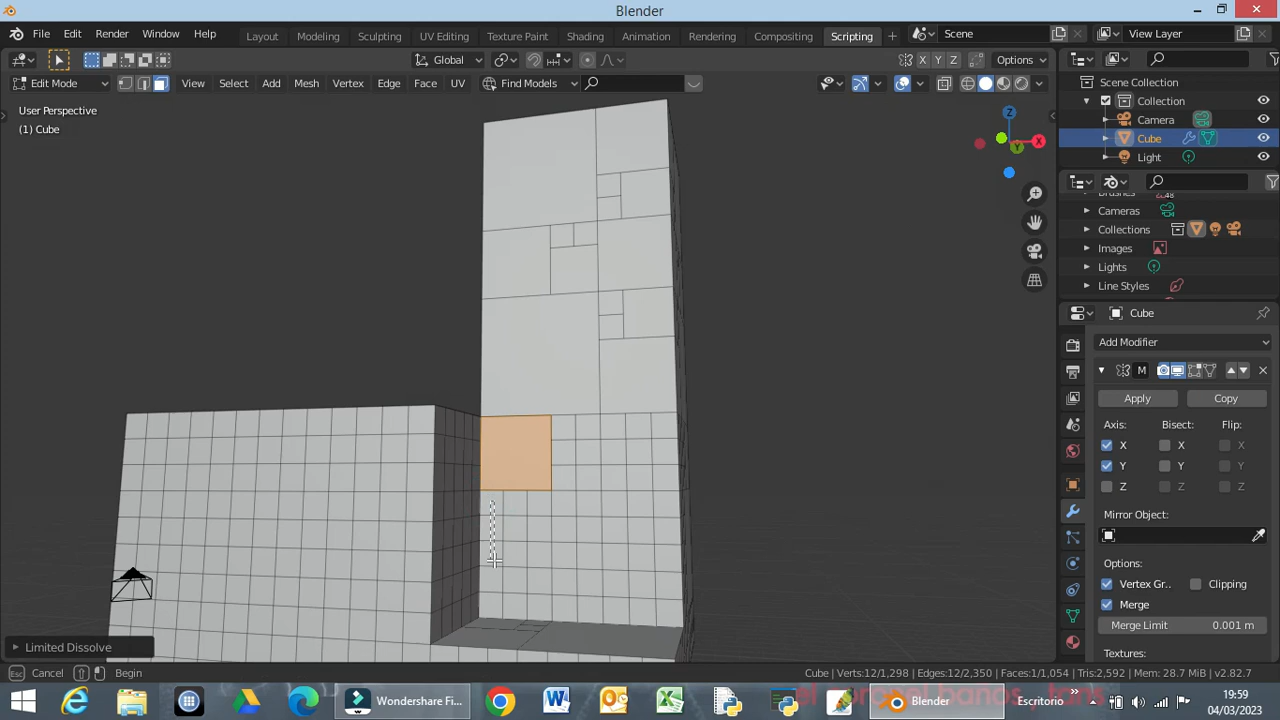 Blender
File Edit Render Window Help Layout Modeling Sculpting UV Editing Texture Paint Shading Animation Rendering Compositing Scripting + Scene View Layer
Global X Y Z Options
Edit Mode View Select Add Mesh Vertex Edge Face UV Find Models
User Perspective
(1) Cube
Z
X
Y
Scene Collection
Collection
Camera
Cube
Light
Brushes 48
Cameras
Collections
Images
Lights
Line Styles
Cube
Add Modifier
M
Apply Copy
Axis: Bisect: Flip:
X X X
Y Y Y
Z Z Z
Mirror Object:
Options:
Vertex Gr.. Clipping
Merge
Merge Limit 0.001 m
Textures:
Limited Dissolve
Esc Cancel Begin Cube | Verts:12/1,298 | Edges:12/2,350 | Faces:1/1,054 | Tris:2,592 | Mem: 28.7 MiB | v2.82.7
Wondershare Fi... Blender Escritorio 19:59
04/03/2023